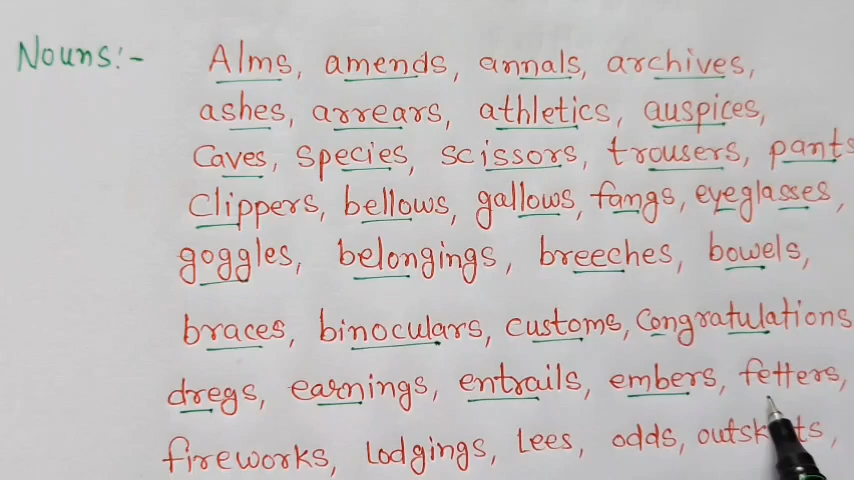 Nouns:- Alms, amends, annals, archives,
ashes, arrears, athletics, auspices,
Caves, species, scissors, trousers, pants
Clippers, bellows, gallows, fangs, eyeglasses,
goggles, belongings, breeches, bowels,
braces, binoculars, customs, Congratulations
dregs, earnings, entrails, embers, fetters,
fireworks, Lodgings, Lees, odds,